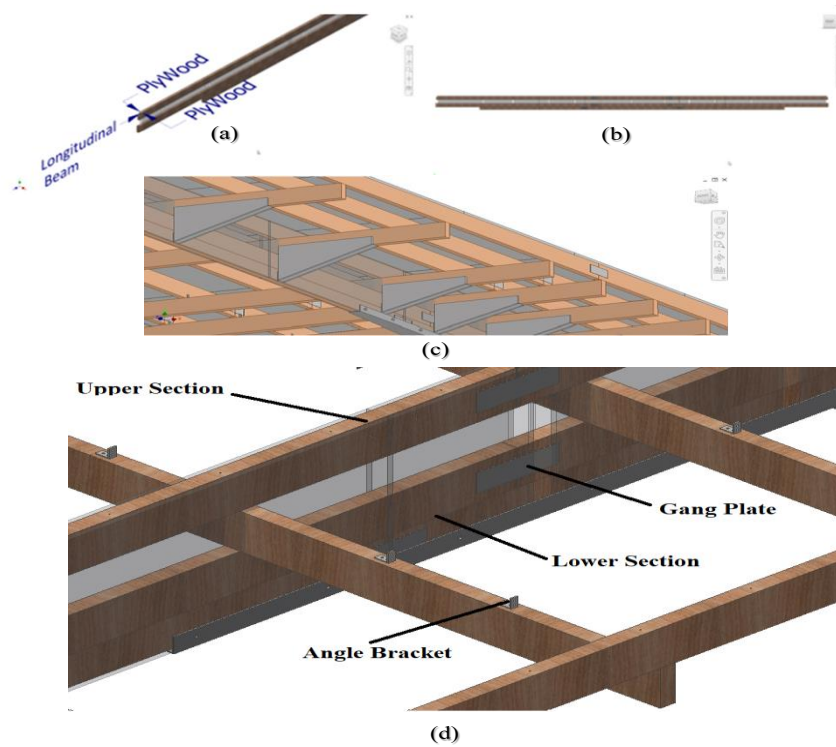 PlyWood
PlyWood
Longitudinal
Beam
(a)
(b)
(c)
Upper Section
Gang Plate
Lower Section
Angle Bracket
(d)